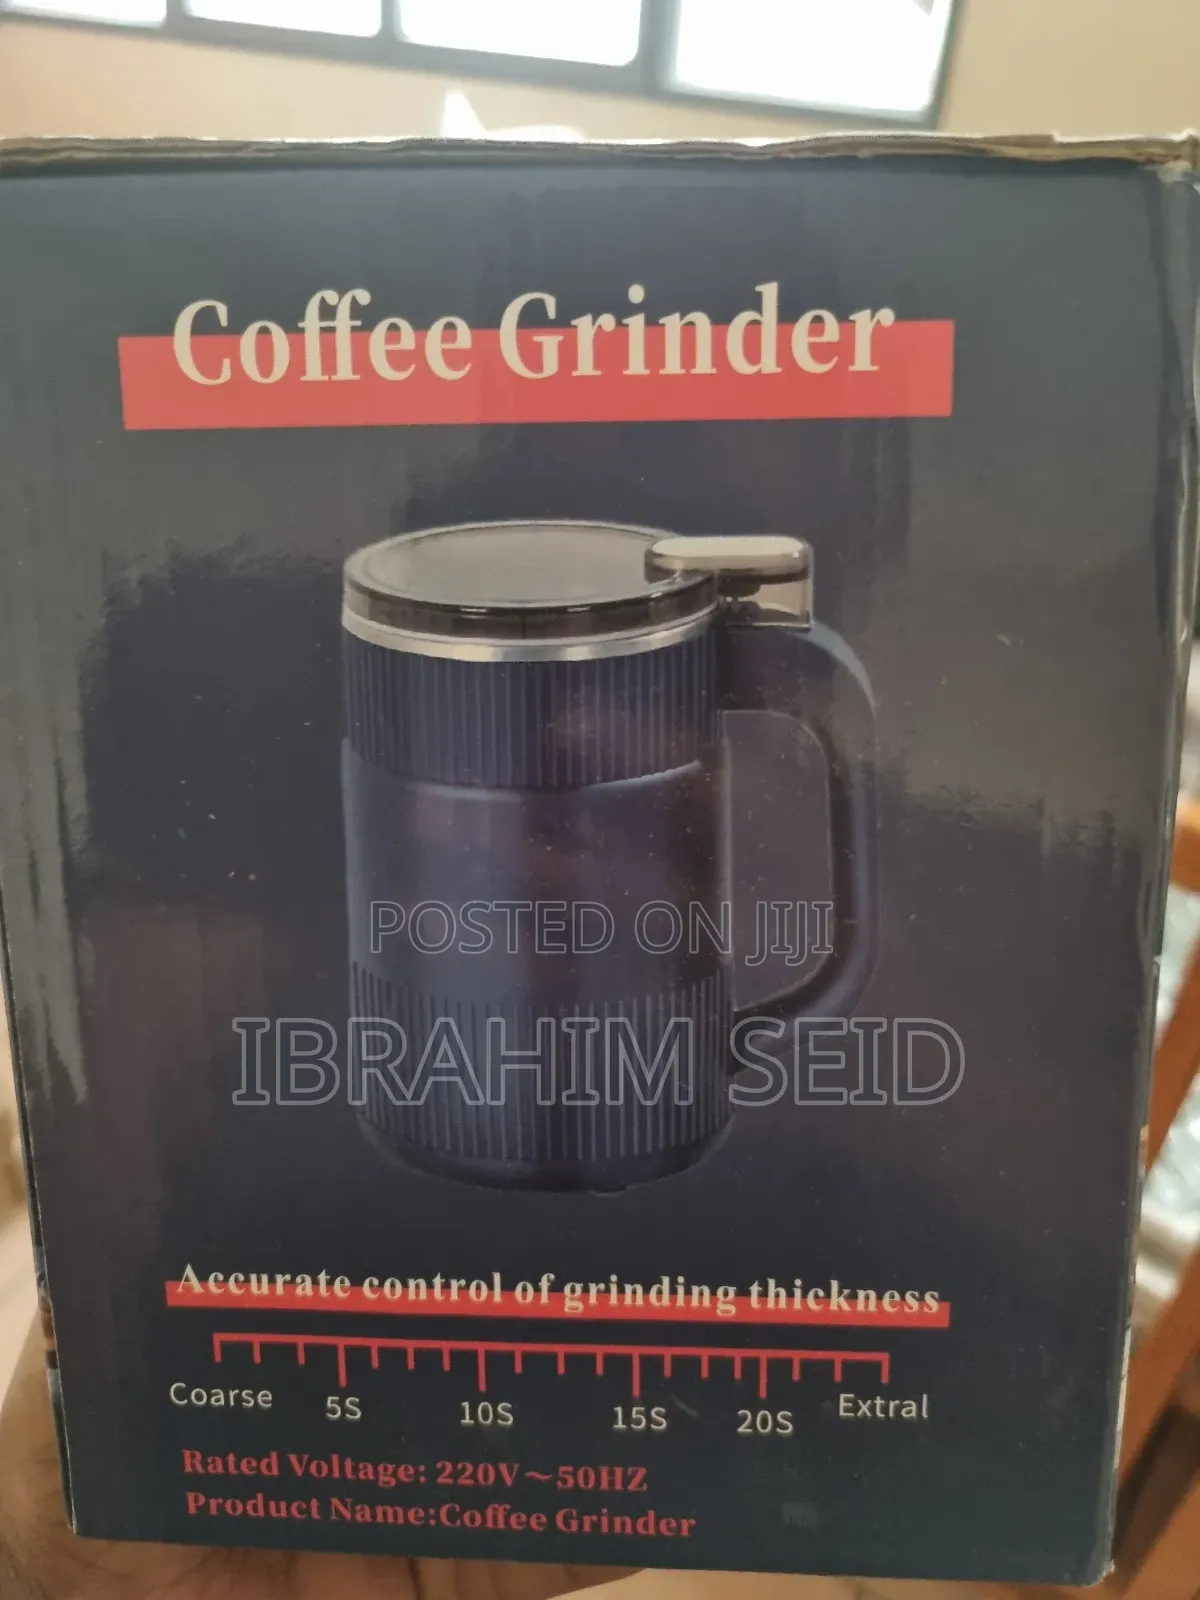 Coffee Grinder
POSTED ON JIJI
IBRAHIM SEID
Accurate control of grinding thickness
Coarse 5S 10S 15S 20S Extral
Rated Voltage: 220V～50HZ
Product Name:Coffee Grinder